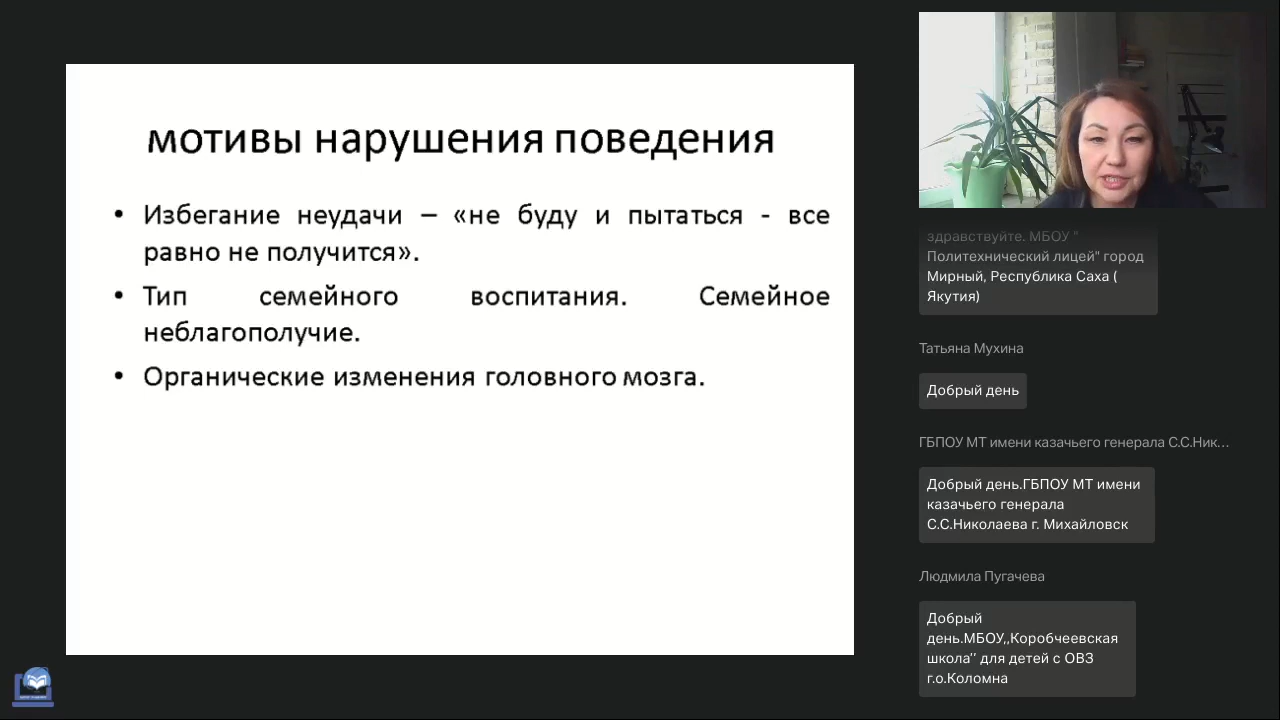 мотивы нарушения поведения
• Избегание неудачи – «не буду и пытаться - все
равно не получится».
• Тип семейного воспитания. Семейное
неблагополучие.
• Органические изменения головного мозга.
здравствуйте. МБОУ "
Политехнический лицей" город
Мирный, Республика Саха (
Якутия)
Татьяна Мухина
Добрый день
ГБПОУ МТ имени казачьего генерала С.С.Ник...
Добрый день.ГБПОУ МТ имени
казачьего генерала
С.С.Николаева г. Михайловск
Людмила Пугачева
Добрый
день.МБОУ,,Коробчеевская
школа'' для детей с ОВЗ
г.о.Коломна